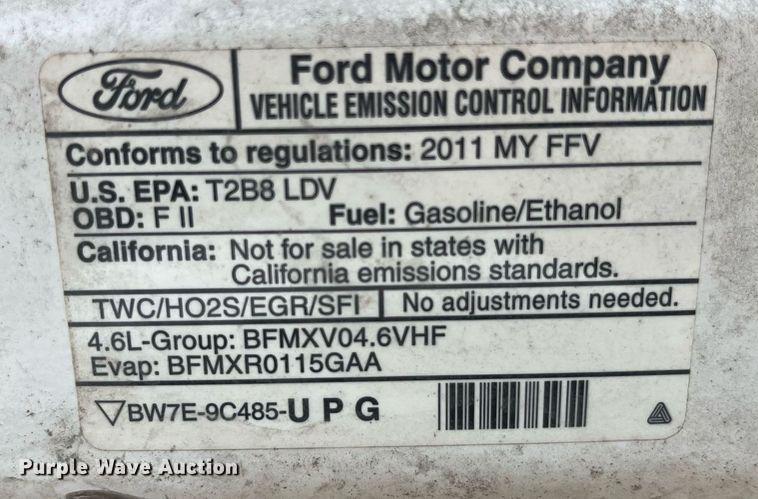 Ford
Ford Motor Company
VEHICLE EMISSION CONTROL INFORMATION
Conforms to regulations: 2011 MY FFV
U.S. EPA: T2B8 LDV
OBD: F II Fuel: Gasoline/Ethanol
California: Not for sale in states with
California emissions standards.
TWC/HO2S/EGR/SFI No adjustments needed.
4.6L-Group: BFMXV04.6VHF
Evap: BFMXR0115GAA
BW7E-9C485-U P G
Purple Wave Auction